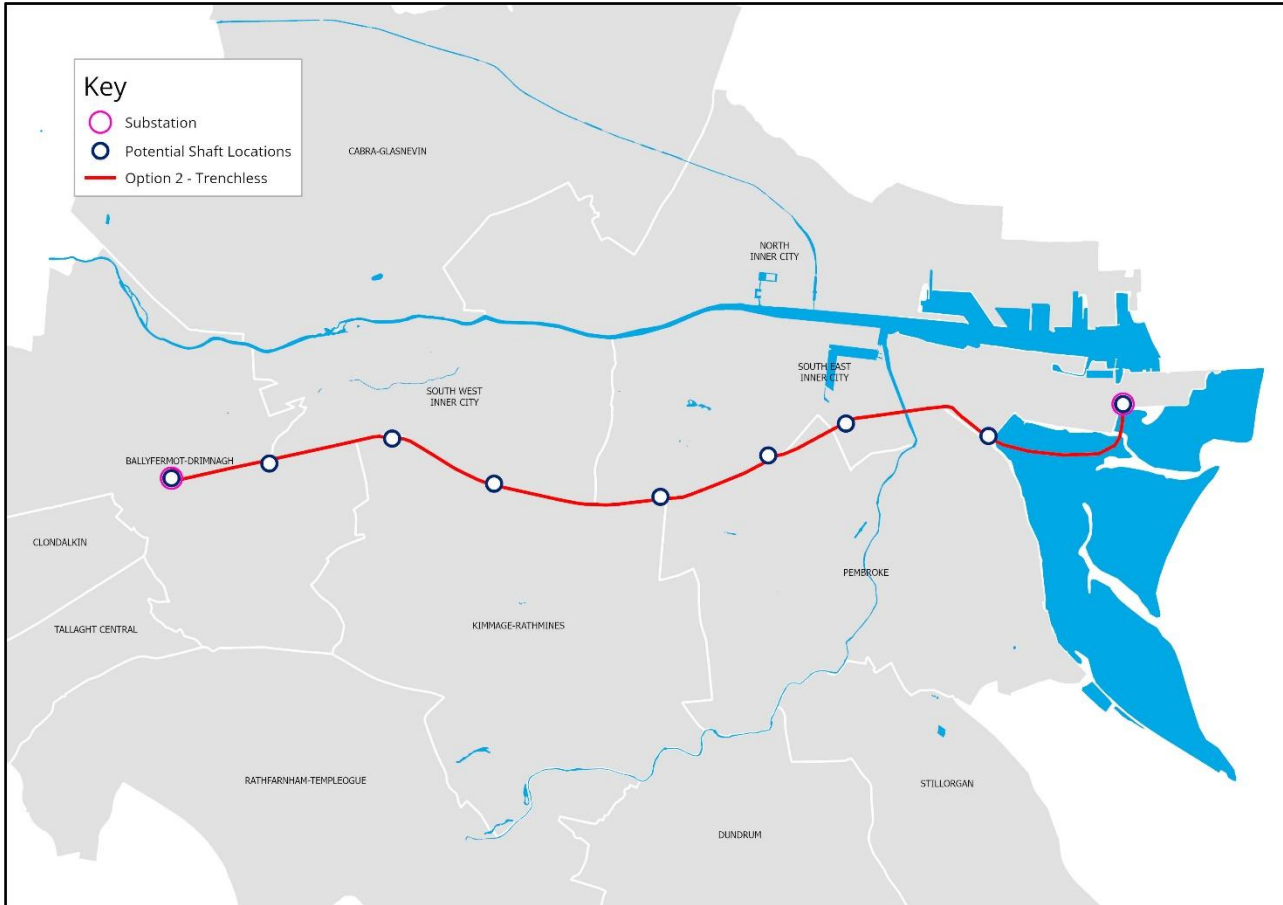 Key
Substation
Potential Shaft Locations
Option 2 - Trenchless
CABRA-GLASNEVIN
NORTH
INNER CITY
SOUTH EAST
INNER CITY
SOUTH WEST
INNER CITY
BALLYFERMOT-DRIMNAGH
CLONDALKIN
PEMBROKE
TALLAGHT CENTRAL
KIMMAGE-RATHMINES
RATHFARNHAM-TEMPLEOGUE
STILLORGAN
DUNDRUM